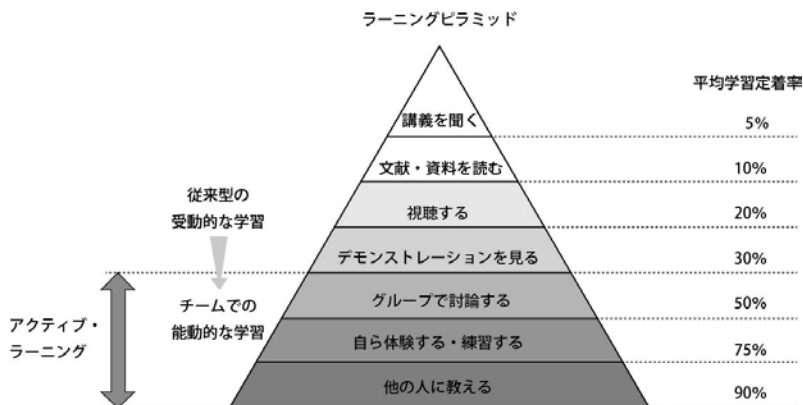 ラーニングピラミッド
平均学習定着率
講義を聞く
5%
文献・資料を読む
10%
従来型の
受動的な学習
視聴する
20%
デモンストレーションを見る
30%
チームでの
能動的な学習
グループで討論する
50%
アクティブ・
ラーニング
自ら体験する・練習する
75%
他の人に教える
90%